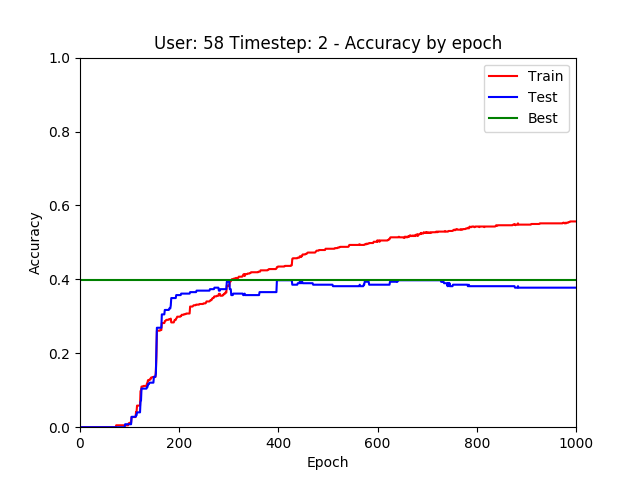 User: 58 Timestep: 2 - Accuracy by epoch
1.0
0.8
0.6
0.4
0.2
0.0
Accuracy
Train
Test
Best
0 200 400 600 800 1000
Epoch